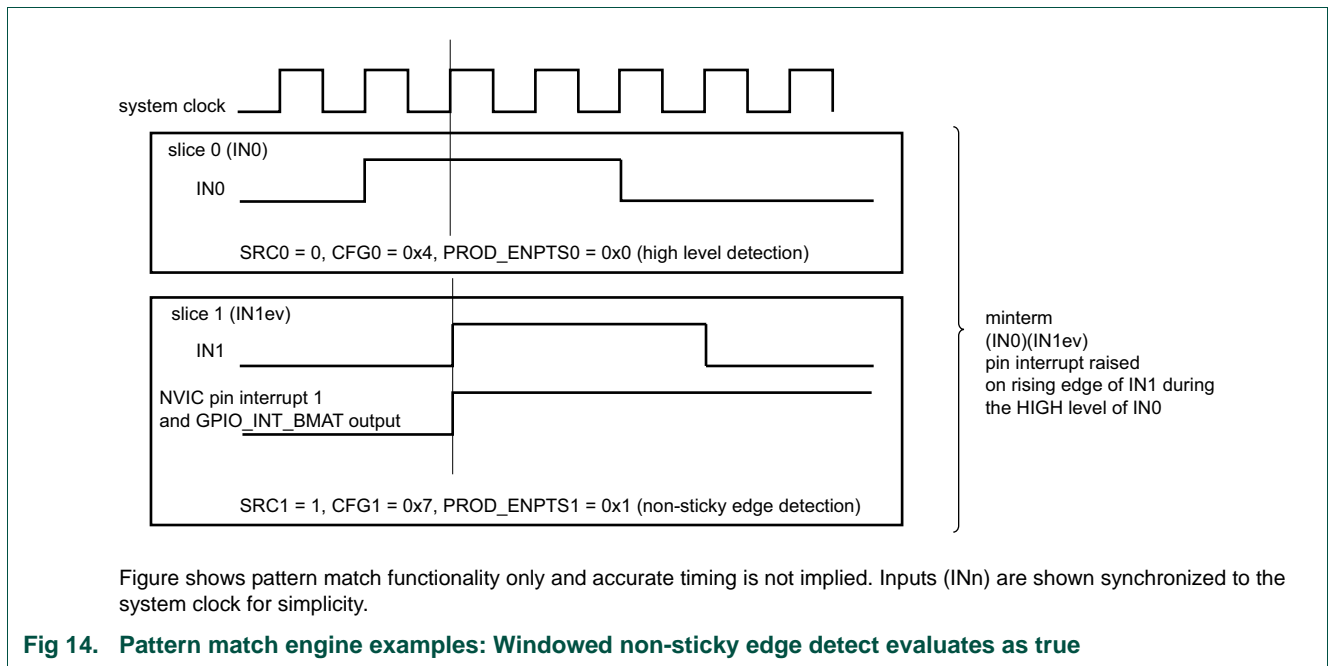 system clock
slice 0 (IN0)
IN0
SRC0 = 0, CFG0 = 0x4, PROD_ENPTS0 = 0x0 (high level detection)
slice 1 (IN1ev)
IN1
NVIC pin interrupt 1
and GPIO_INT_BMAT output
SRC1 = 1, CFG1 = 0x7, PROD_ENPTS1 = 0x1 (non-sticky edge detection)
minterm
(IN0)(IN1ev)
pin interrupt raised
on rising edge of IN1 during
the HIGH level of IN0
Figure shows pattern match functionality only and accurate timing is not implied. Inputs (INn) are shown synchronized to the
system clock for simplicity.
Fig 14. Pattern match engine examples: Windowed non-sticky edge detect evaluates as true